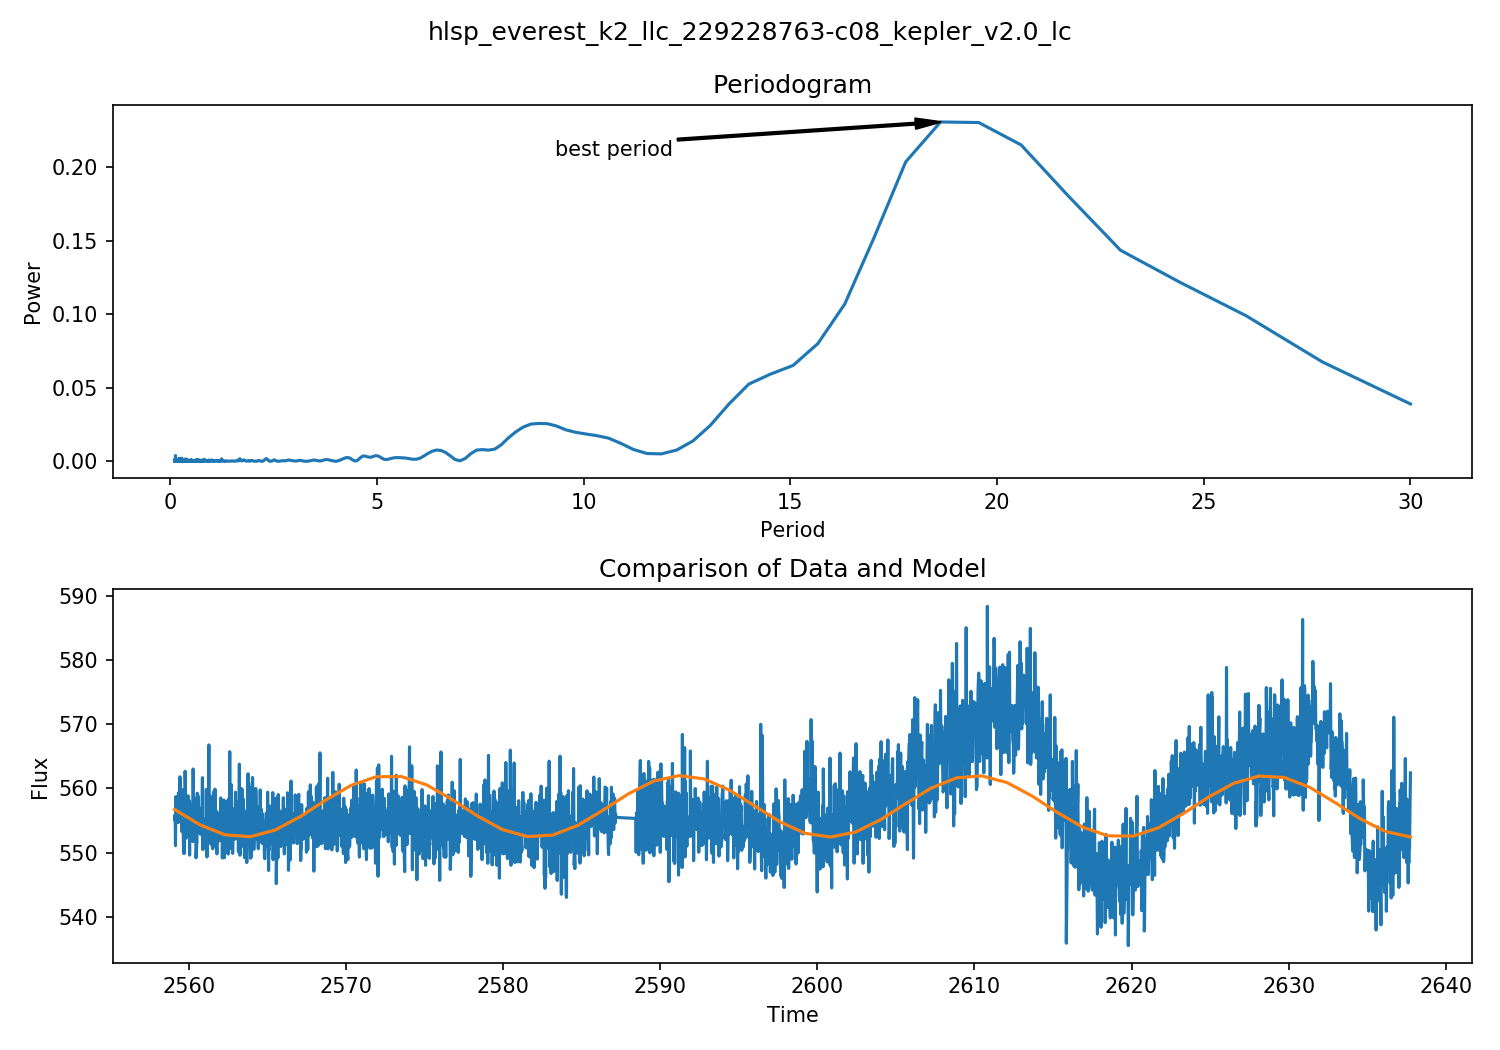 hlsp_everest_k2_llc_229228763-c08_kepler_v2.0_lc
Periodogram
best period
Power
0.20
0.15
0.10
0.05
0.00
0 5 10 15 20 25 30
Period
Comparison of Data and Model
Flux
590
580
570
560
550
540
2560 2570 2580 2590 2600 2610 2620 2630 2640
Time